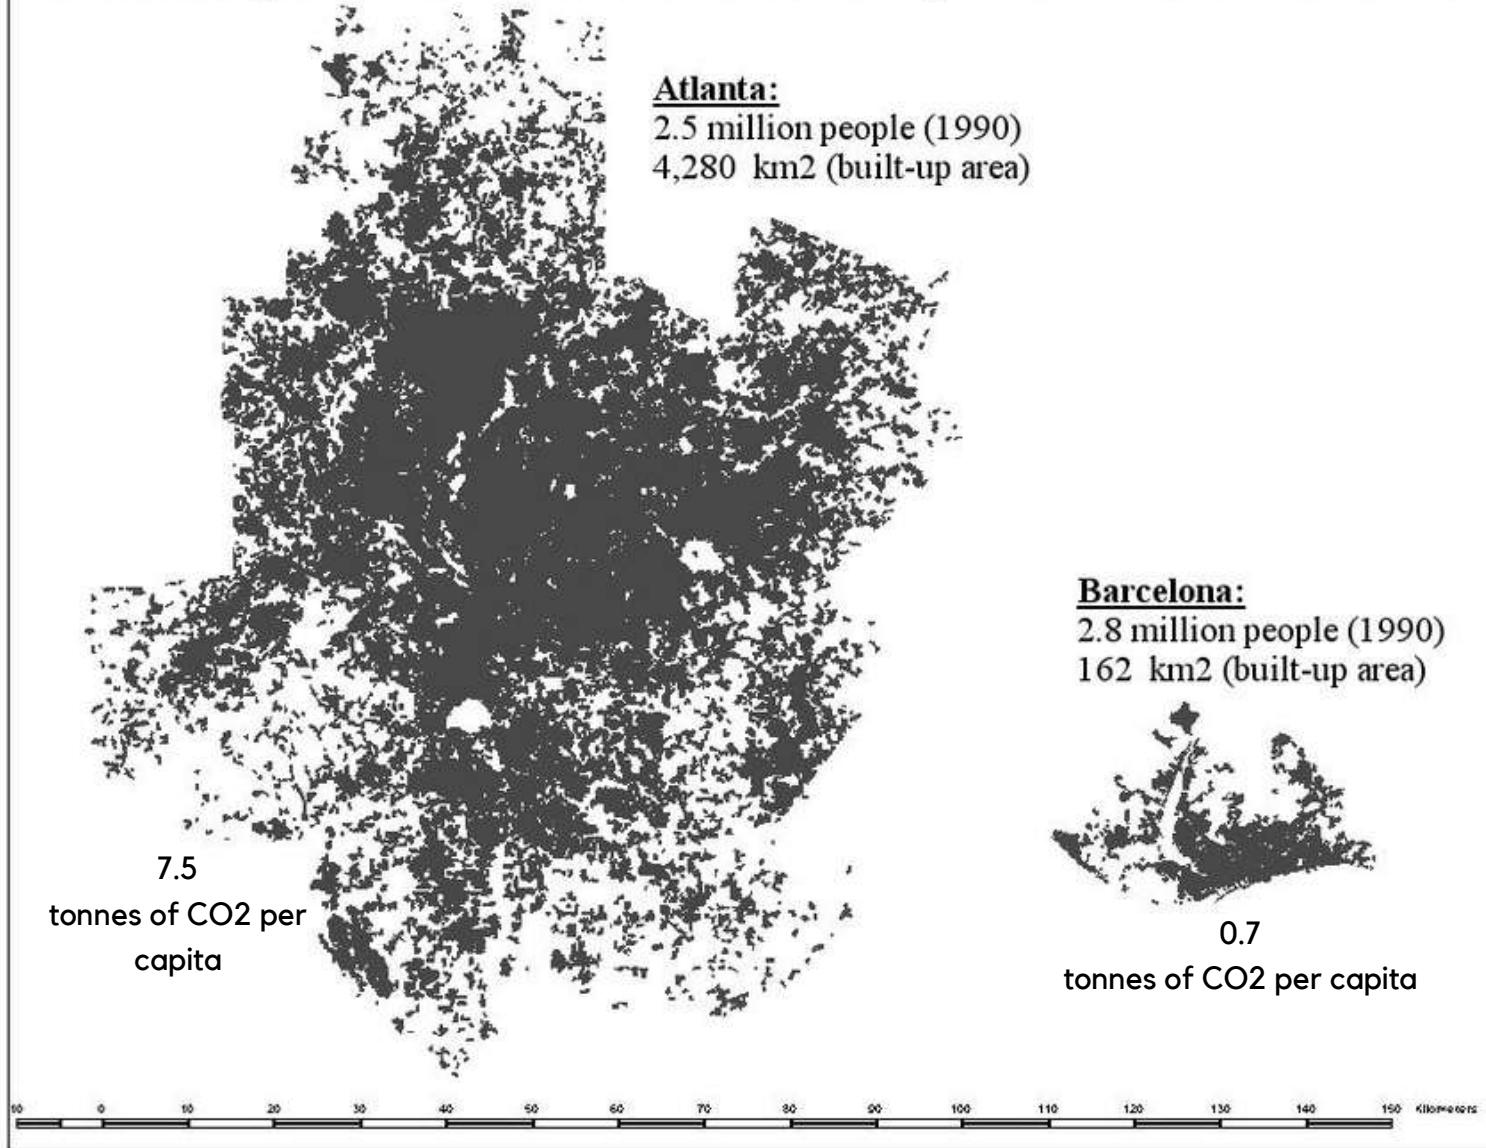 Atlanta:
2.5 million people (1990)
4,280 km2 (built-up area)
Barcelona:
2.8 million people (1990)
162 km2 (built-up area)
7.5
tonnes of CO2 per
capita
0.7
tonnes of CO2 per capita
10 0 10 20 30 40 50 60 70 80 90 100 110 120 130 140 150 Kilometers